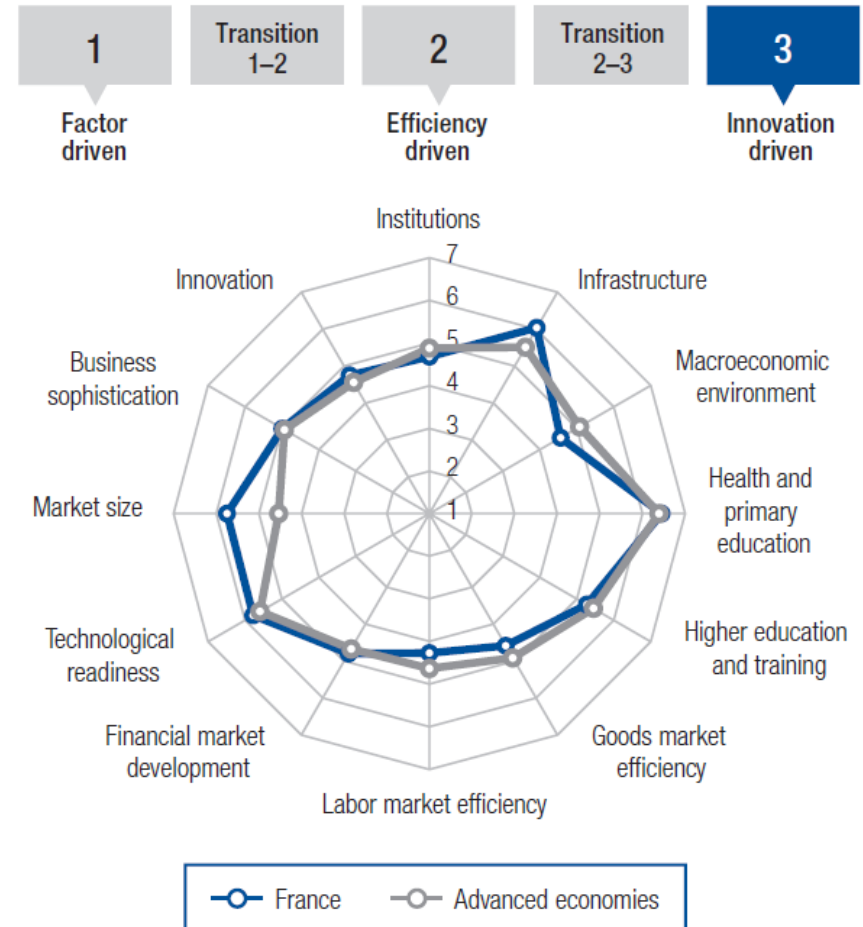 1
Transition
1–2
2
Transition
2–3
3
Factor
driven
Efficiency
driven
Innovation
driven
Institutions
Innovation
Infrastructure
Business
sophistication
Macroeconomic
environment
Market size
Health and
primary
education
Technological
readiness
Higher education
and training
Financial market
development
Goods market
efficiency
Labor market efficiency
7
6
5
4
3
2
1
France
Advanced economies